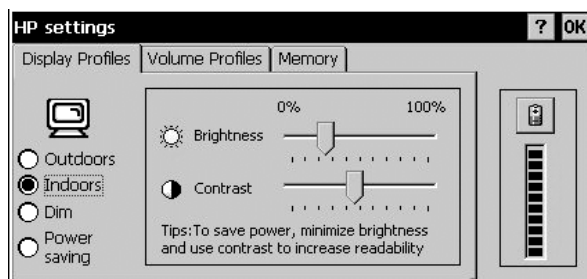 HP settings ? OK
Display Profiles Volume Profiles Memory
0% 100%
Brightness
Contrast
Outdoors
Indoors
Dim
Power
saving
Tips:To save power, minimize brightness
and use contrast to increase readability